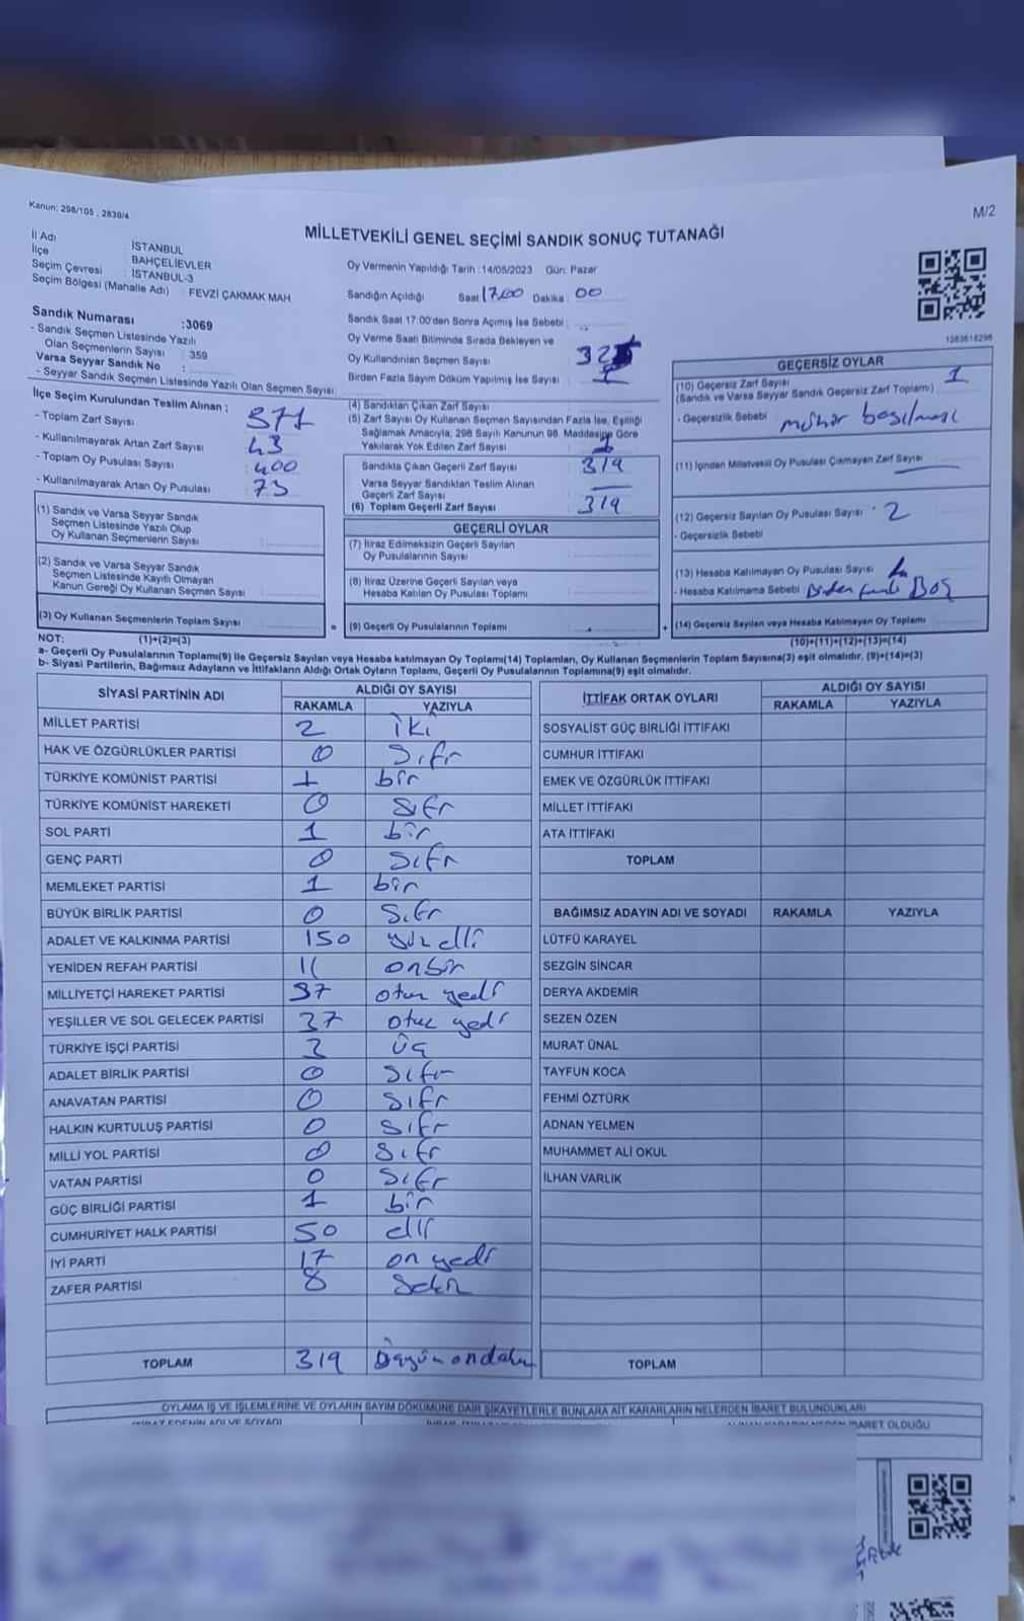 Kanun: 298/105 , 2839/4
M/2
MİLLETVEKİLİ GENEL SEÇİMİ SANDIK SONUÇ TUTANAĞI
İl Adı İSTANBUL
İlçe BAHÇELİEVLER
Seçim Çevresi İSTANBUL-3
Seçim Bölgesi (Mahalle Adı) FEVZİ ÇAKMAK MAH
Sandık Numarası :3069
- Sandık Seçmen Listesinde Yazılı
Olan Seçmenlerin Sayısı : 359
Varsa Seyyar Sandık No :
- Seyyar Sandık Seçmen Listesinde Yazılı Olan Seçmen Sayısı
İlçe Seçim Kurulundan Teslim Alınan :
- Toplam Zarf Sayısı 377
- Kullanılmayarak Artan Zarf Sayısı 43
- Toplam Oy Pusulası Sayısı 400
- Kullanılmayarak Artan Oy Pusulası 75
(1) Sandık ve Varsa Seyyar Sandık
Seçmen Listesinde Yazılı Olup
Oy Kullanan Seçmenlerin Sayısı
(2) Sandık ve Varsa Seyyar Sandık
Seçmen Listesinde Kayıtlı Olmayan
Kanun Gereği Oy Kullanan Seçmen Sayısı
(3) Oy Kullanan Seçmenlerin Toplam Sayısı
Oy Vermenin Yapıldığı Tarih : 14/05/2023 Gün: Pazar
Sandığın Açıldığı Saat 17.00 Dakika : 00
Sandık Saat 17:00'den Sonra Açmış İse Sebebi :
Oy Verme Saati Bitiminde Sırada Bekleyen ve
Oy Kullandırılan Seçmen Sayısı
Birden Fazla Sayım Döküm Yapılmış İse Sayısı
(4) Sandıktan Çıkan Zarf Sayısı
(5) Zarf Sayısı Oy Kullanan Seçmen Sayısından Fazla İse, Eşitliği
Sağlamak Amacıyla, 298 Sayılı Kanunun 98. Maddesine Göre
Yakılarak Yok Edilen Zarf Sayısı
Sandıkta Çıkan Geçerli Zarf Sayısı 319
Varsa Seyyar Sandıktan Teslim Alınan
Geçerli Zarf Sayısı
(6) Toplam Geçerli Zarf Sayısı 319
GEÇERLİ OYLAR
(7) İtiraz Edilmeksizin Geçerli Sayılan
Oy Pusulalarının Sayısı
(8) İtiraz Üzerine Geçerli Sayılan veya
Hesaba Katılan Oy Pusulası Toplamı
= (9) Geçerli Oy Pusulalarının Toplamı +
1083618296
GEÇERSİZ OYLAR
(10) Geçersiz Zarf Sayısı 1
(Sandık ve Varsa Seyyar Sandık Geçersiz Zarf Toplamı)
- Geçersizlik Sebebi mühür basılması
(11) İçinden Milletvekili Oy Pusulası Çıkmayan Zarf Sayısı
(12) Geçersiz Sayılan Oy Pusulası Sayısı 2
- Geçersizlik Sebebi
(13) Hesaba Katılmayan Oy Pusulası Sayısı
- Hesaba Katılmama Sebebi Birden fazla BOŞ
(14) Geçersiz Sayılan veya Hesaba Katılmayan Oy Toplamı
NOT: (1)+(2)=(3)
(10)+(11)+(12)+(13)=(14)
a- Geçerli Oy Pusulasının Toplamı(9) ile Geçersiz Sayılan veya Hesaba katılmayan Oy Toplamı(14) Toplamları, Oy Kullanan Seçmenlerin Toplam Sayısına(3) eşit olmalıdır. (9)+(14)=(3)
b- Siyasi Partilerin, Bağımsız Adayların ve İttifakların Aldığı Ortak Oyların Toplamı, Geçerli Oy Pusulalarının Toplamına(9) eşit olmalıdır.
SİYASİ PARTİNİN ADI ALDIĞI OY SAYISI
RAKAMLA YAZIYLA
MİLLET PARTİSİ 2 iki
HAK VE ÖZGÜRLÜKLER PARTİSİ 0 Sıfır
TÜRKİYE KOMÜNİST PARTİSİ 1 bir
TÜRKİYE KOMÜNİST HAREKETİ 0 sıfır
SOL PARTİ 1 bir
GENÇ PARTİ 0 sıfır
MEMLEKET PARTİSİ 1 bir
BÜYÜK BİRLİK PARTİSİ 0 Sıfır
ADALET VE KALKINMA PARTİSİ 150 yüz elli
YENİDEN REFAH PARTİSİ 11 onbir
MİLLİYETÇİ HAREKET PARTİSİ 37 otuz yedi
YEŞİLLER VE SOL GELECEK PARTİSİ 37 otuz yedi
TÜRKİYE İŞÇİ PARTİSİ 3 üç
ADALET BİRLİK PARTİSİ 0 sıfır
ANAVATAN PARTİSİ 0 sıfır
HALKIN KURTULUŞ PARTİSİ 0 sıfır
MİLLİ YOL PARTİSİ 0 sıfır
VATAN PARTİSİ 0 sıfır
GÜÇ BİRLİĞİ PARTİSİ 1 bir
CUMHURİYET HALK PARTİSİ 50 elli
İYİ PARTİ 17 on yedi
ZAFER PARTİSİ 8 Sekiz
TOPLAM 319
İTTİFAK ORTAK OYLARI ALDIĞI OY SAYISI
RAKAMLA YAZIYLA
SOSYALİST GÜÇ BİRLİĞİ İTTİFAKI
CUMHUR İTTİFAKI
EMEK VE ÖZGÜRLÜK İTTİFAKI
MİLLET İTTİFAKI
ATA İTTİFAKI
TOPLAM
BAĞIMSIZ ADAYIN ADI VE SOYADI RAKAMLA YAZIYLA
LÜTFÜ KARAYEL
SEZGİN SİNCAR
DERYA AKDEMİR
SEZEN ÖZEN
MURAT ÜNAL
TAYFUN KOCA
FEHMİ ÖZTÜRK
ADNAN YELMEN
MUHAMMET ALİ OKUL
İLHAN VARLIK
TOPLAM
OYLAMA İŞ VE İŞLEMLERİNE VE OYLARIN SAYIM DÖKÜMÜNE DAİR ŞİKAYETLERLE BUNLARA AİT KARARLARIN NELERDEN İBARET BULUNDUKLARI
İTİRAZ EDENİN ADI VE SOYADI
İBARET OLDUĞU